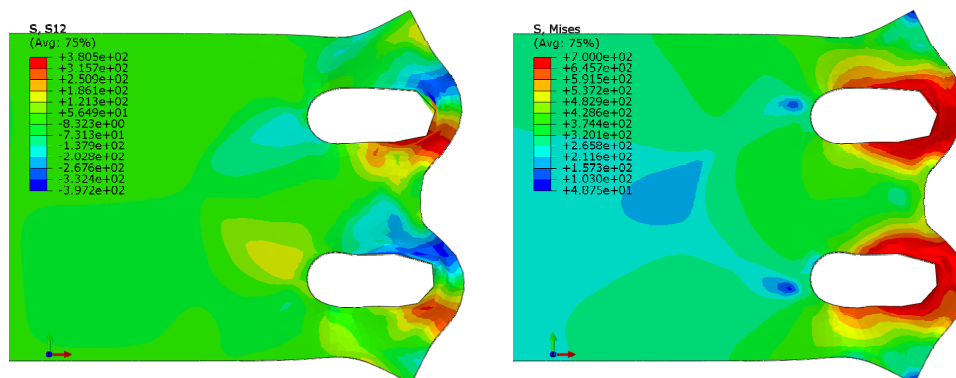 S, S12
(Avg: 75%)
+3.805e+02
+3.157e+02
+2.509e+02
+1.861e+02
+1.213e+02
+5.649e+01
-8.323e+00
-7.313e+01
-1.379e+02
-2.028e+02
-2.676e+02
-3.324e+02
-3.972e+02
S, Mises
(Avg: 75%)
+7.000e+02
+6.457e+02
+5.915e+02
+5.372e+02
+4.829e+02
+4.286e+02
+3.744e+02
+3.201e+02
+2.658e+02
+2.116e+02
+1.573e+02
+1.030e+02
+4.875e+01